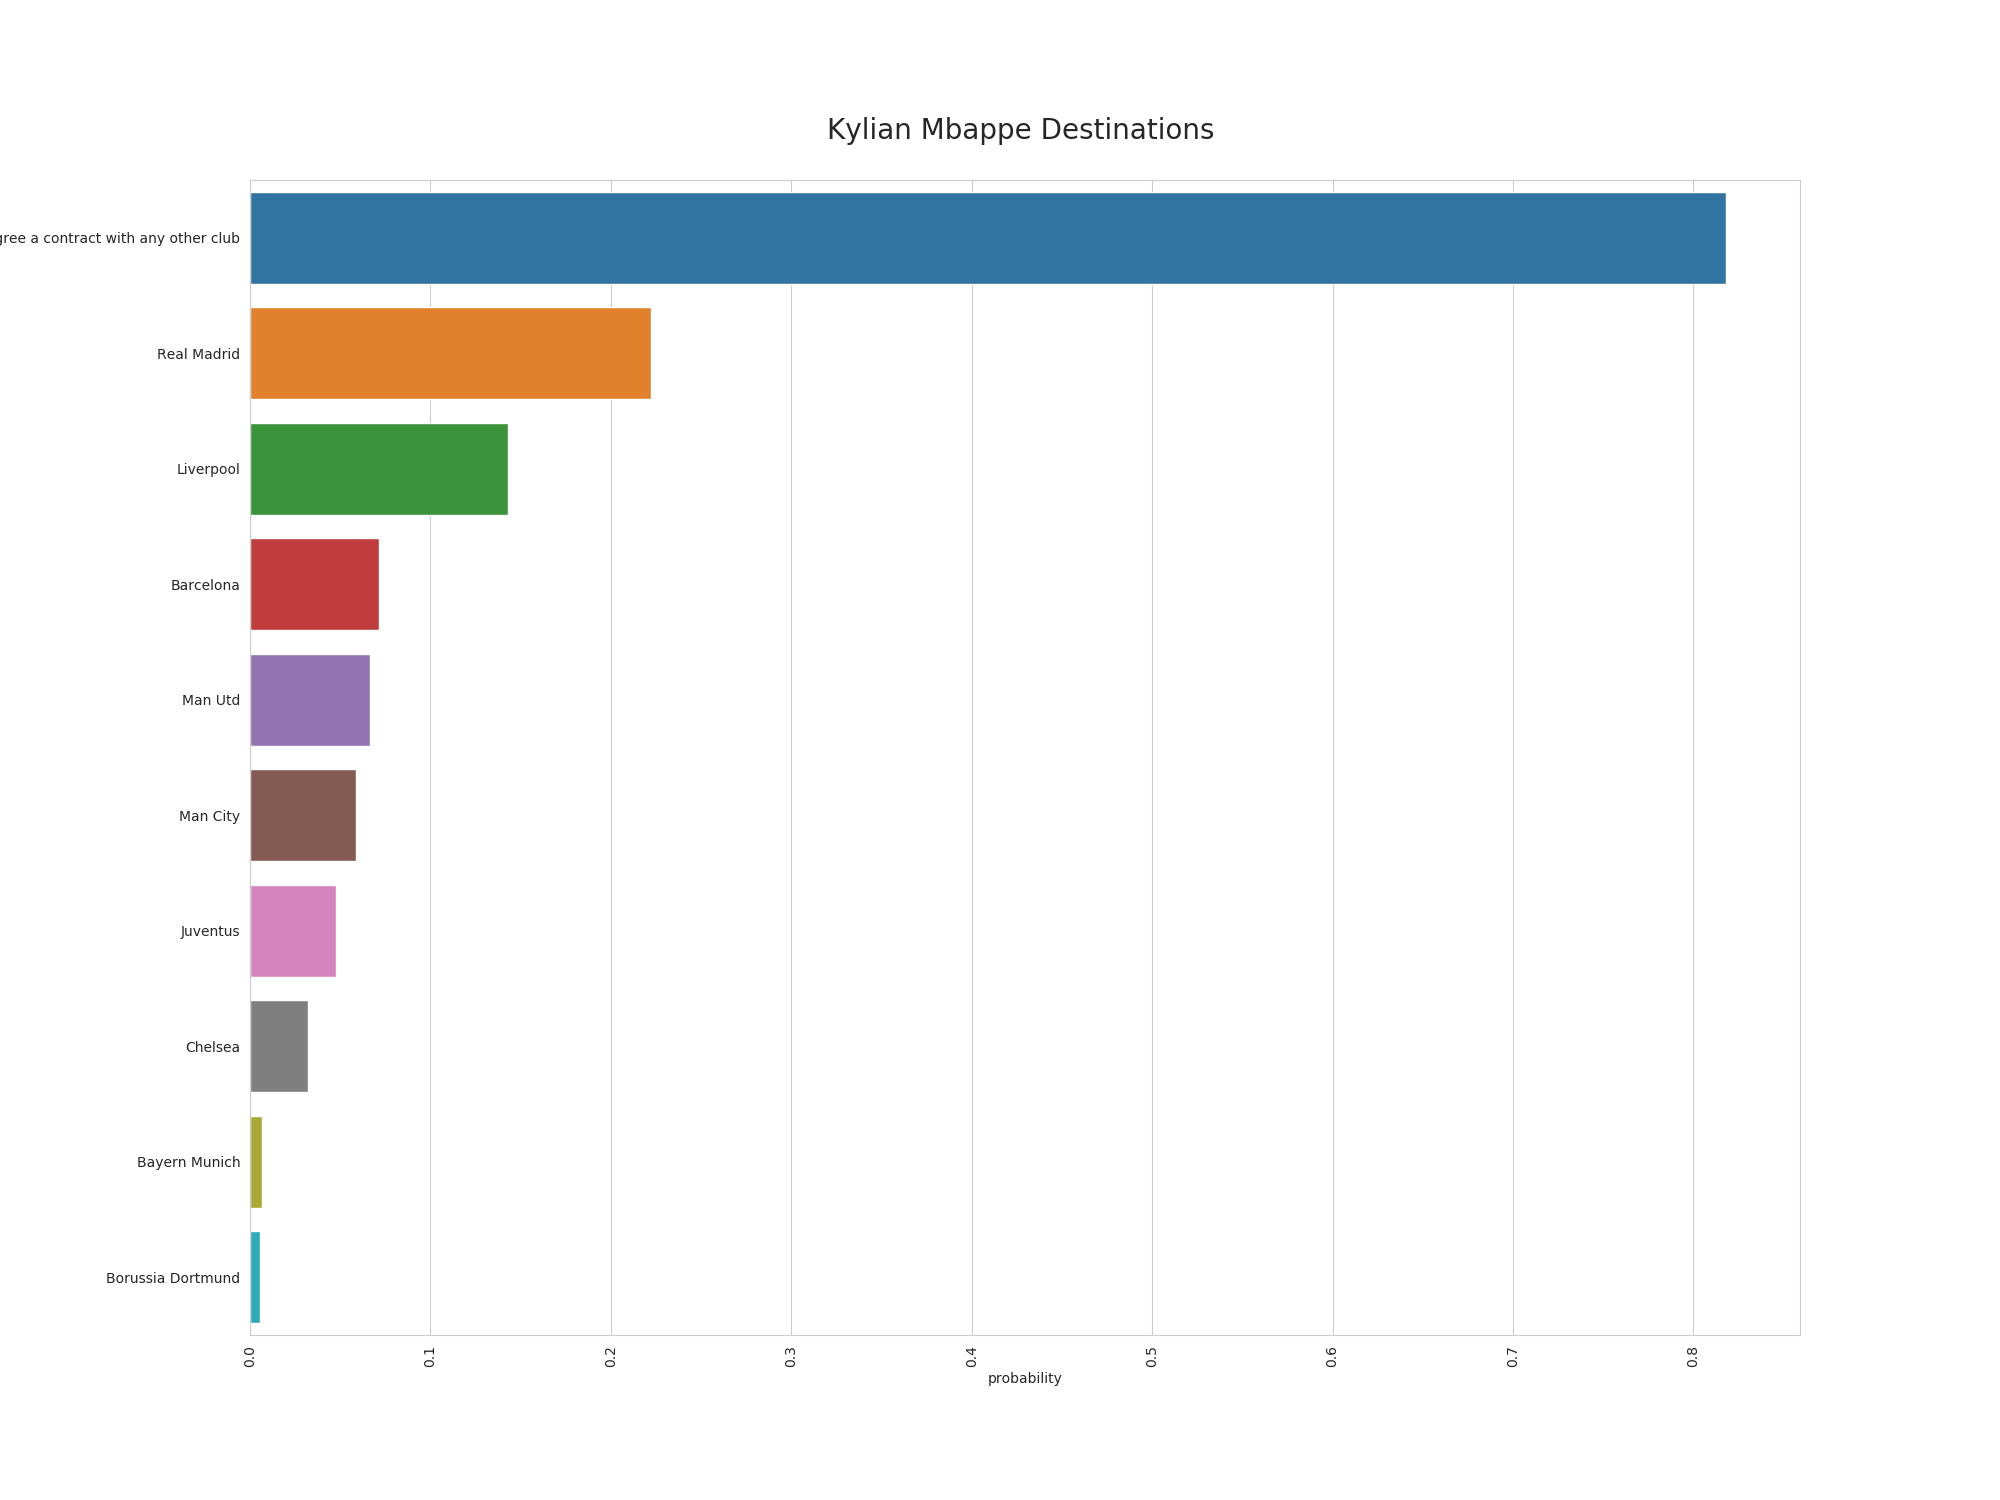 Kylian Mbappe Destinations
a contract with any other club
Real Madrid
Liverpool
Barcelona
Man Utd
Man City
Juventus
Chelsea
Bayern Munich
Borussia Dortmund
0.0 0.1 0.2 0.3 0.4 0.5 0.6 0.7 0.8
probability